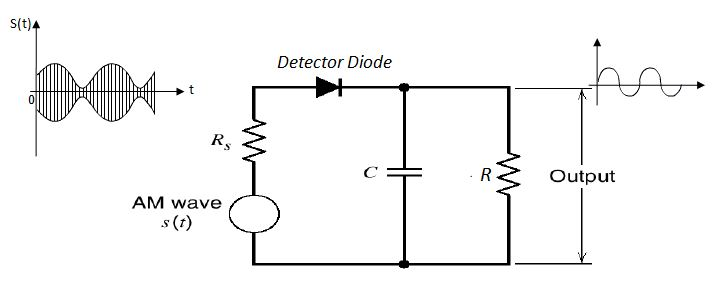 S(t)
t
0
Detector Diode
R_s
C
R
Output
AM wave
s(t)